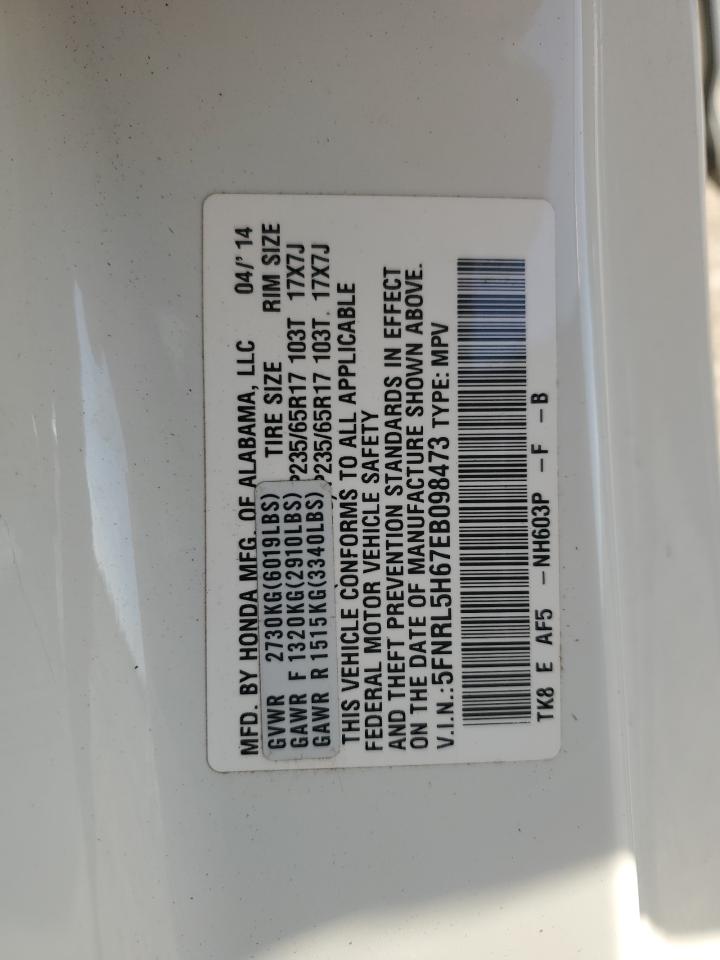 MFD. BY HONDA MFG. OF ALABAMA, LLC 04/'14
GVWR 2730KG(6019LBS) TIRE SIZE RIM SIZE
GAWR F 1320KG(2910LBS) P235/65R17 103T 17X7J
GAWR R 1515KG(3340LBS) P235/65R17 103T. 17X7J
THIS VEHICLE CONFORMS TO ALL APPLICABLE
FEDERAL MOTOR VEHICLE SAFETY
AND THEFT PREVENTION STANDARDS IN EFFECT
ON THE DATE OF MANUFACTURE SHOWN ABOVE.
V.I.N.:5FNRL5H67EB098473 TYPE: MPV
TK8 E AF5 -NH603P -F -B